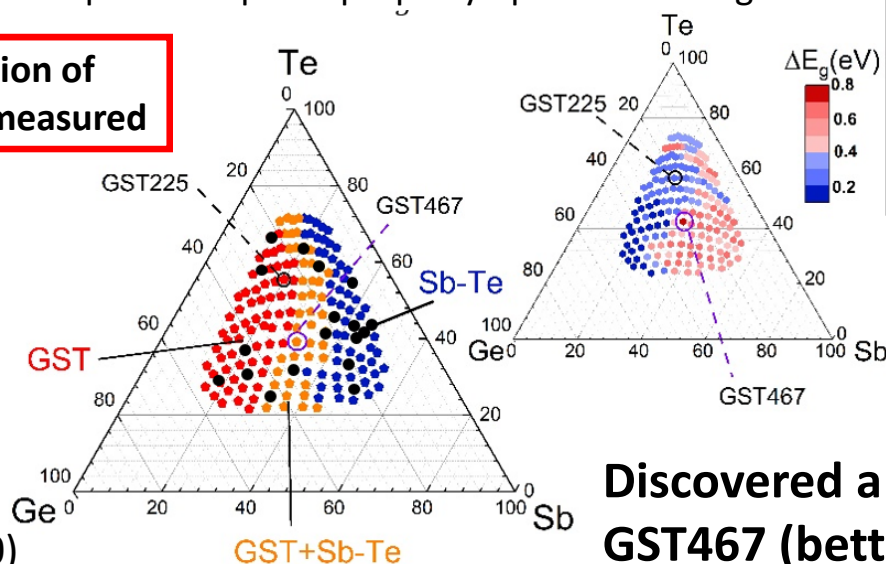 ion of
measured
Te
0
100
20
80
GST225
GST467
40
60
Sb-Te
60
40
GST
80
20
100
0
Ge
0
20
40
60
80
100
Sb
GST+Sb-Te
Te
0
100
ΔEg(eV)
0.8
0.6
0.4
0.2
GST225
20
80
40
60
60
40
80
20
100
0
Ge
0
20
40
60
80
100
Sb
GST467
Discovered a
GST467 (bett
)